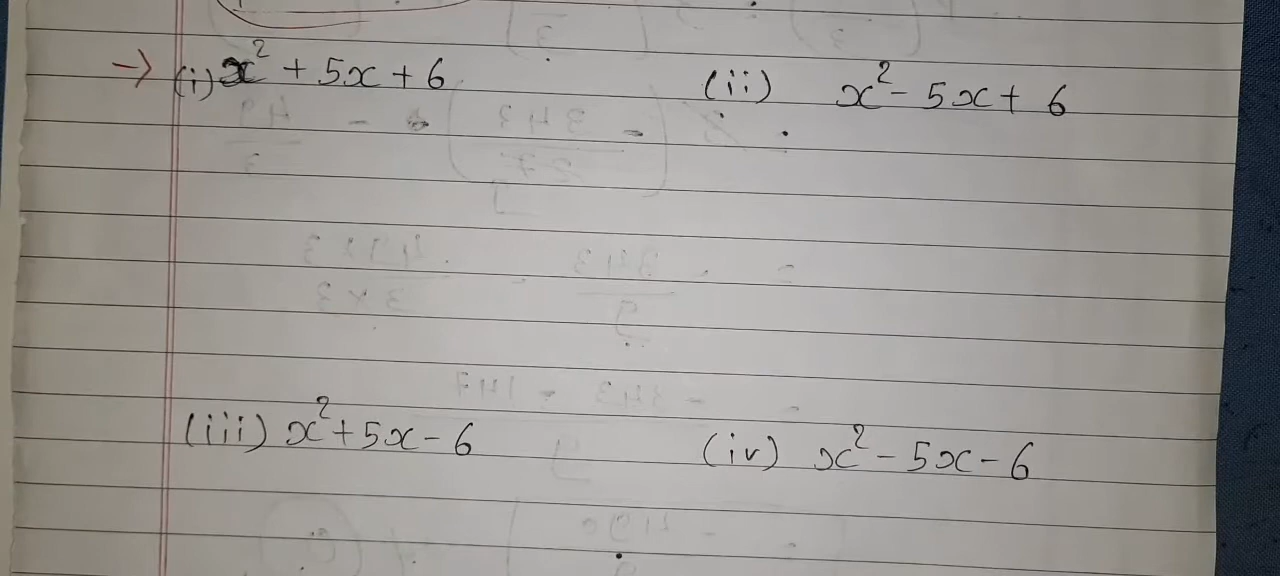 → (i) x² + 5x + 6 (ii) x² - 5x + 6
(iii) x² + 5x - 6 (iv) x² - 5x - 6